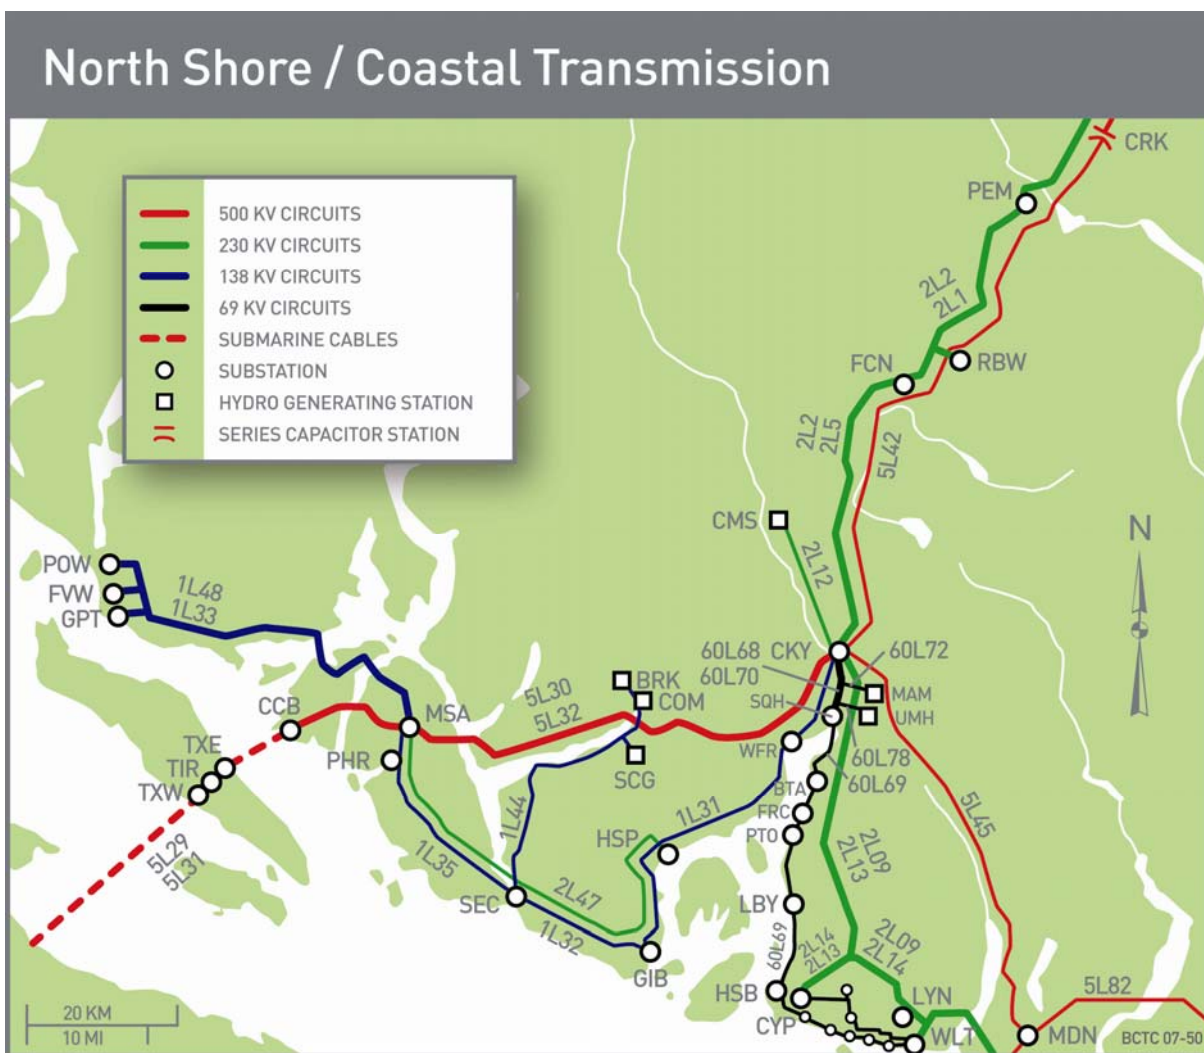 North Shore / Coastal Transmission
500 KV CIRCUITS
230 KV CIRCUITS
138 KV CIRCUITS
69 KV CIRCUITS
SUBMARINE CABLES
SUBSTATION
HYDRO GENERATING STATION
SERIES CAPACITOR STATION
CRK
PEM
2L2
2L1
RBW
FCN
2L2
2L5
5L42
CMS
2L12
N
POW
FVW
GPT
1L48
1L33
60L68 CKY
60L70
60L72
BRK
COM
5L30
5L32
SQH
MAM
UMH
CCB
MSA
WFR
60L78
60L69
TXE
TIR
TXW
PHR
SCG
BTA
FRC
PTO
5L45
1L44
1L31
HSP
1L35
2L09
2L13
5L29
5L31
SEC
2L47
1L32
LBY
GIB
60L69
2L14
2L13
2L09
2L14
HSB
LYN
CYP
WLT
5L82
MDN
20 KM
10 MI
BCTC 07-50